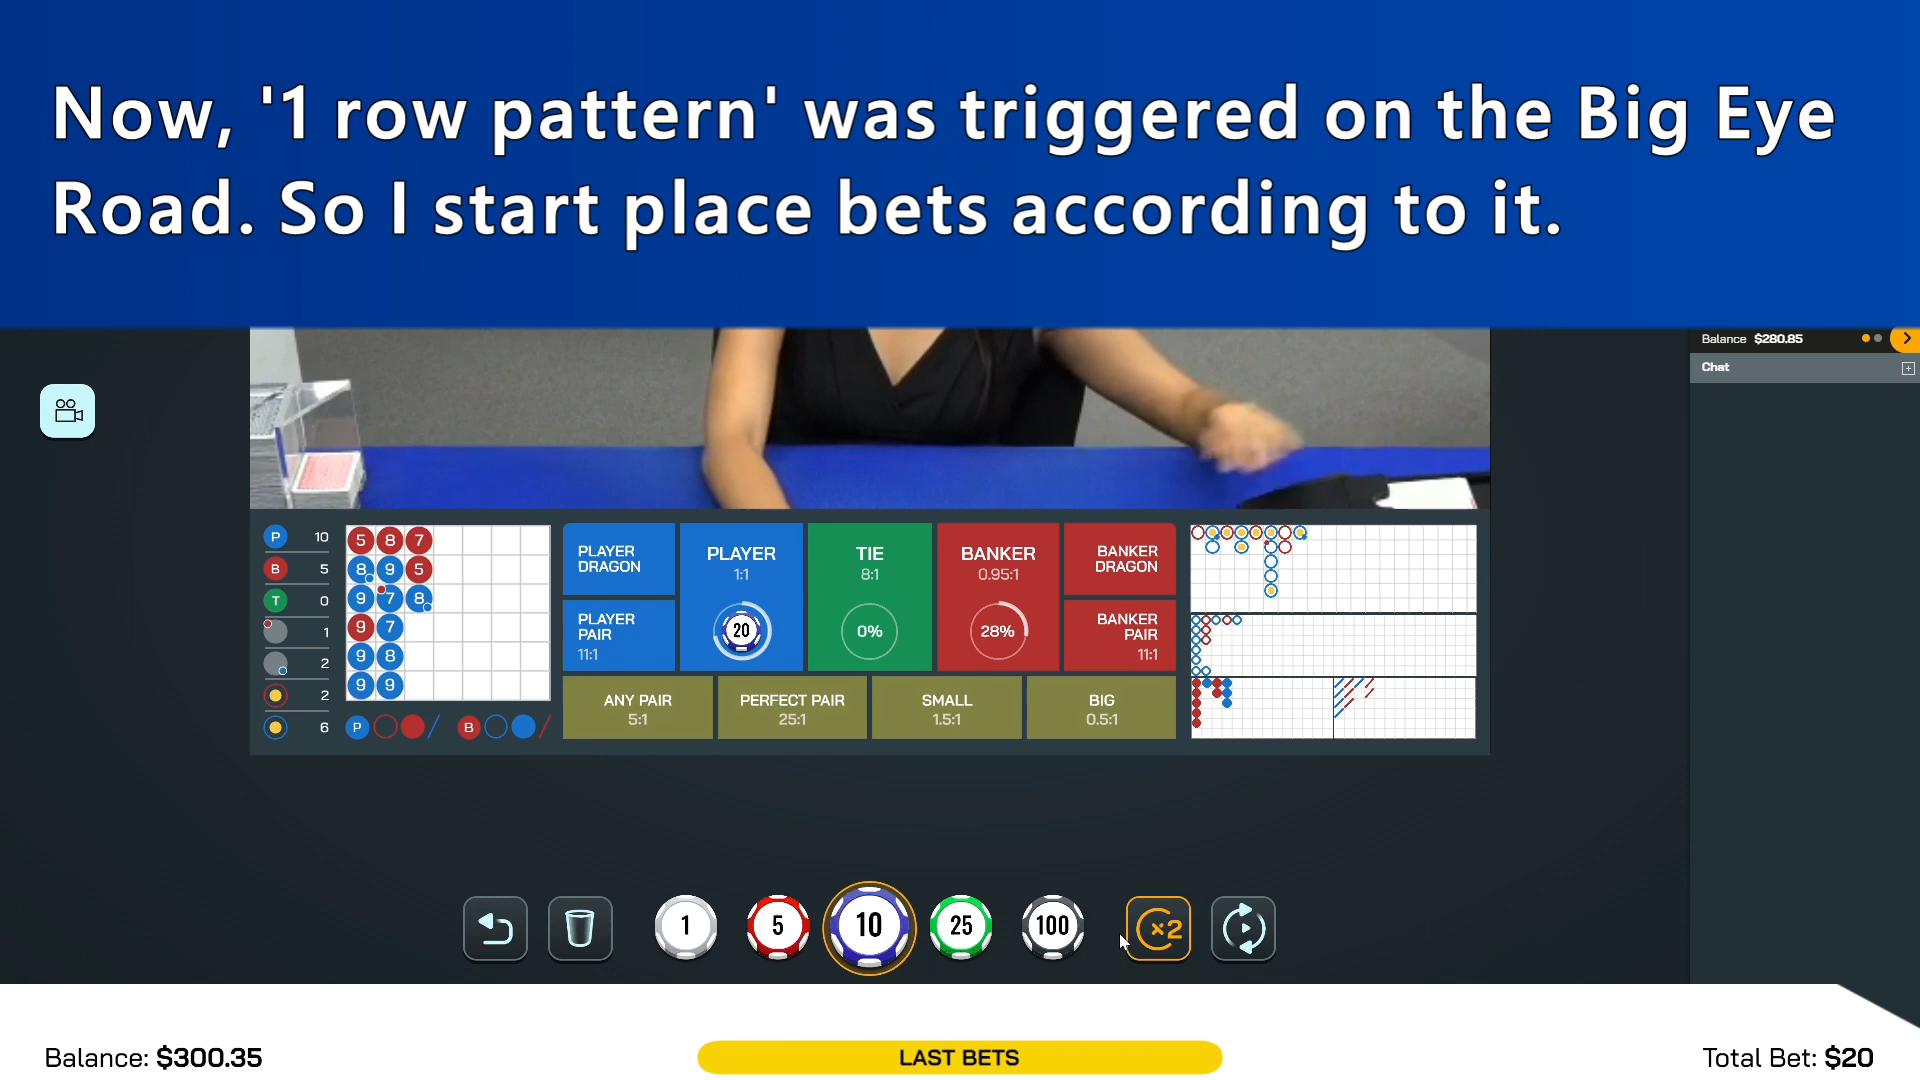 Now, '1 row pattern' was triggered on the Big Eye
Road. So I start place bets according to it.
Balance $280.85
Chat
P 10
B 5
T 0
1
2
2
6
5 8 7
8 9 5
9 7 8
9 7
9 8
9 9
P B
PLAYER DRAGON
PLAYER PAIR
11:1
PLAYER
1:1
20
TIE
8:1
0%
BANKER
0.95:1
28%
BANKER DRAGON
BANKER PAIR
11:1
ANY PAIR
5:1
PERFECT PAIR
25:1
SMALL
1.5:1
BIG
0.5:1
1 5 10 25 100 ×2
Balance: $300.35
LAST BETS
Total Bet: $20